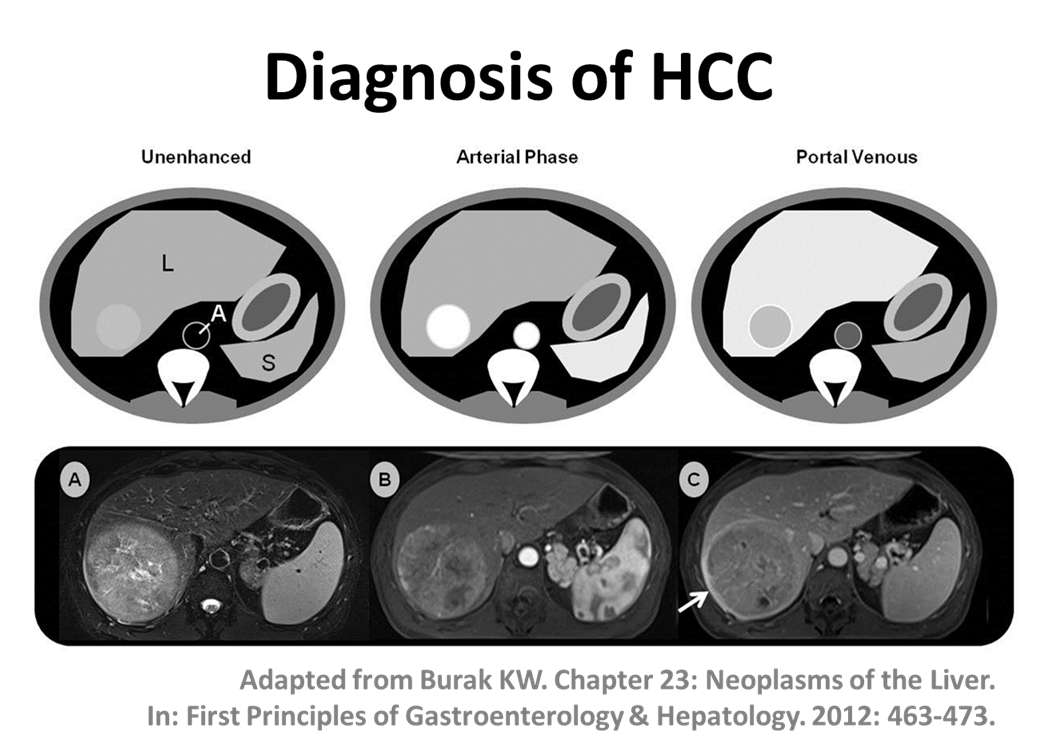 Diagnosis of HCC
Unenhanced
Arterial Phase
Portal Venous
L
A
S
A
B
C
Adapted from Burak KW. Chapter 23: Neoplasms of the Liver.
In: First Principles of Gastroenterology & Hepatology. 2012: 463-473.